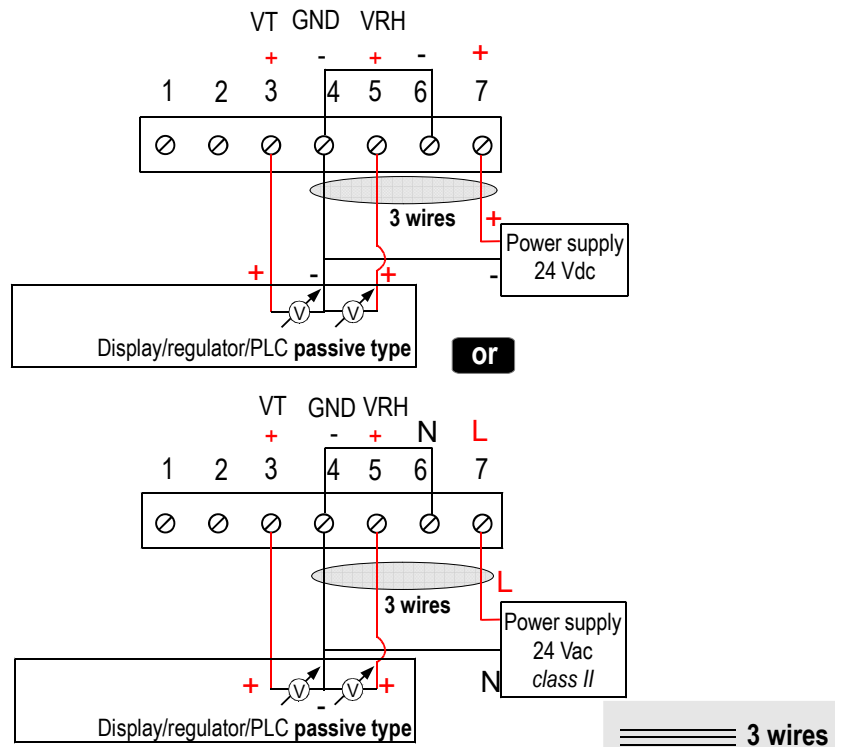 VT GND VRH
+ - + - +
1 2 3 4 5 6 7
3 wires
+
Power supply
24 Vdc
-
+ - +
V V
Display/regulator/PLC passive type
or
VT GND VRH
+ - + N L
1 2 3 4 5 6 7
L
3 wires
Power supply
24 Vac
class II
N
+ - +
V V
Display/regulator/PLC passive type
3 wires